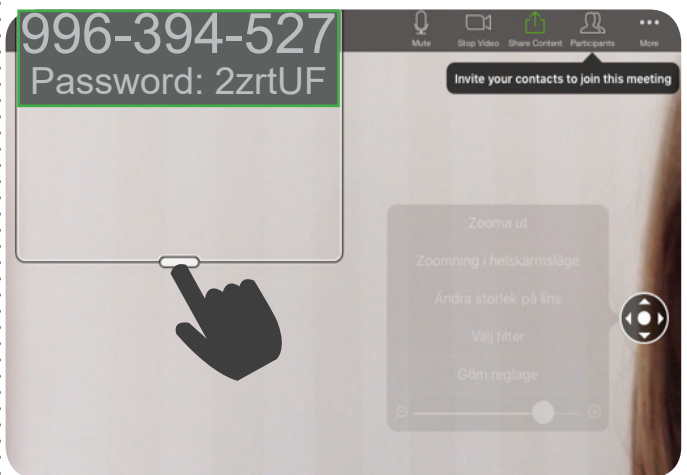 996-394-527
Password: 2zrtUF
Mute
Stop Video
Share Content
Participants
More
Invite your contacts to join this meeting
Zooma ut
Zoomning i helskärmsläge
Ändra storlek på lins
Välj filter
Göm reglage